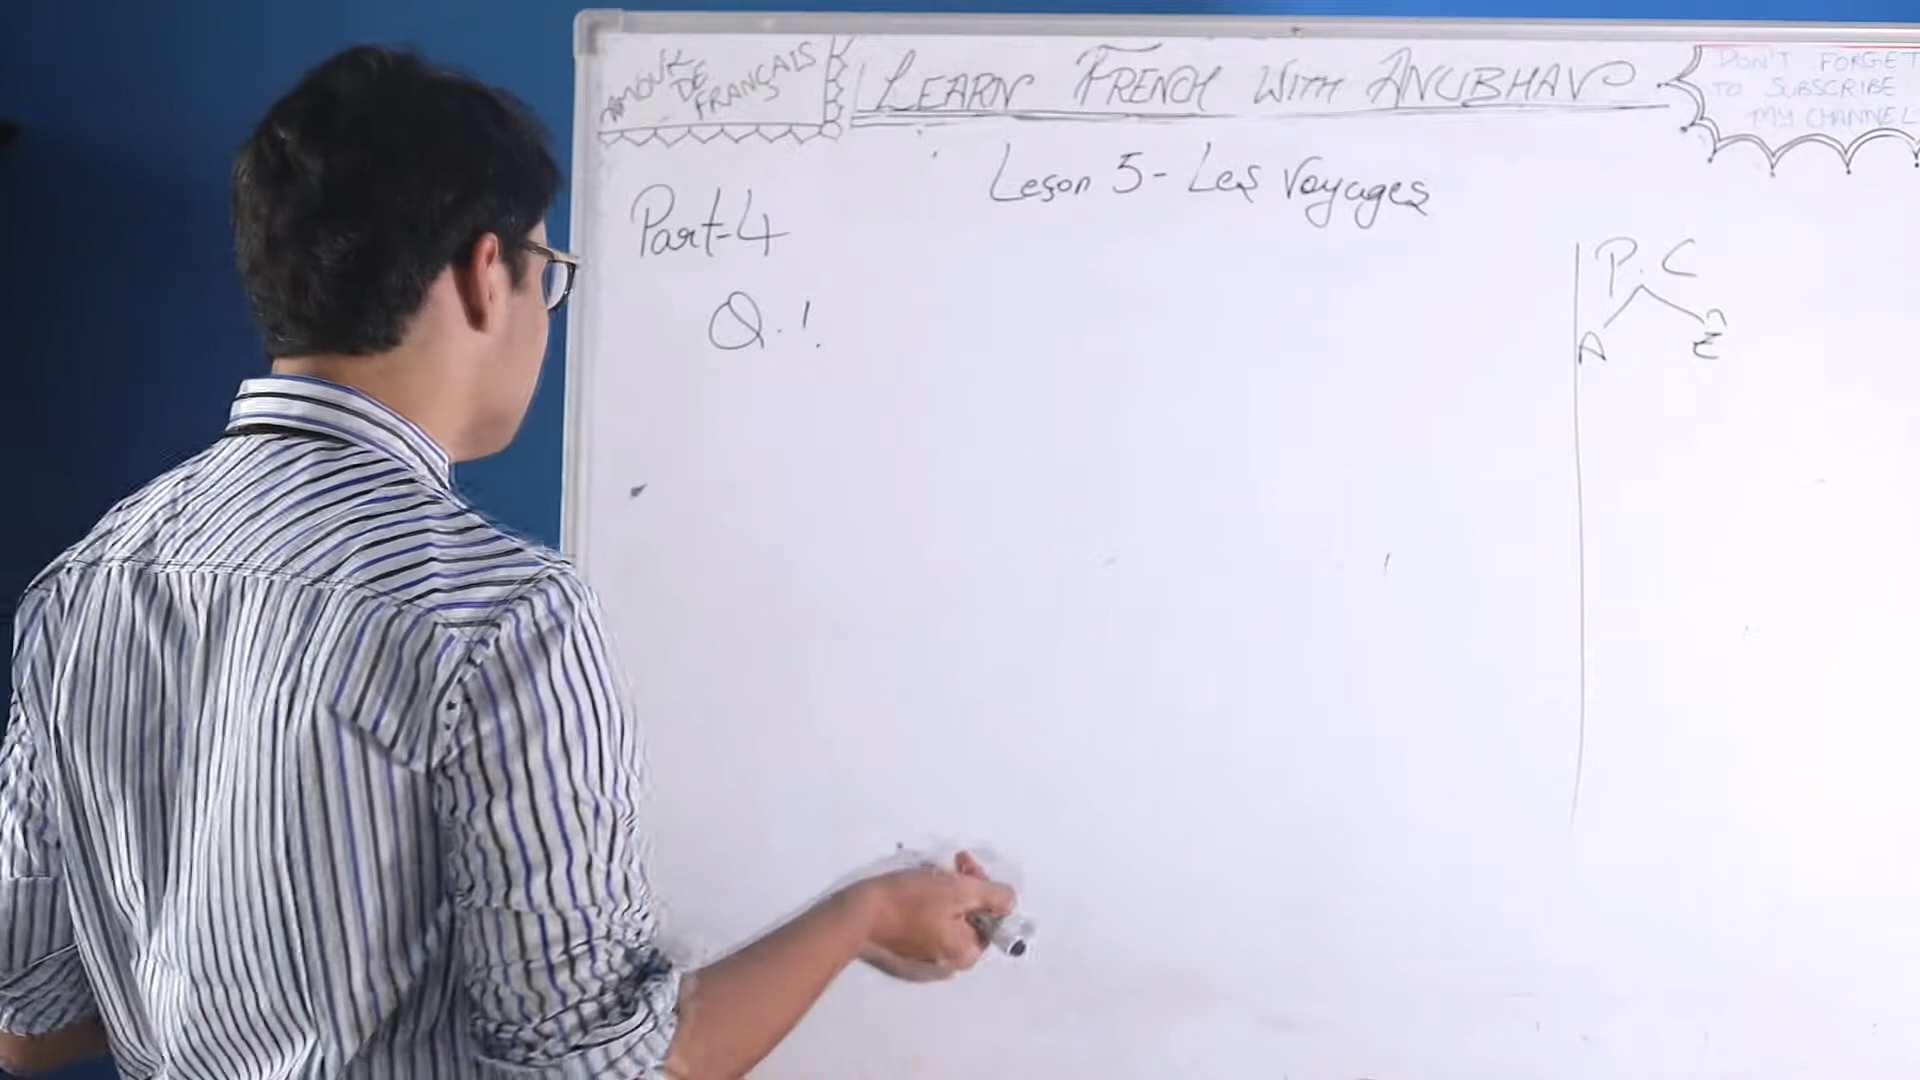 AMOUR
DE
FRANÇAIS
LEARN FRENCH WITH ANUBHAV
DON'T FORGET
TO SUBSCRIBE
MY CHANNEL
Leson 5 - Les Voyages
Part-4
P.C
A Ê
Q.1.